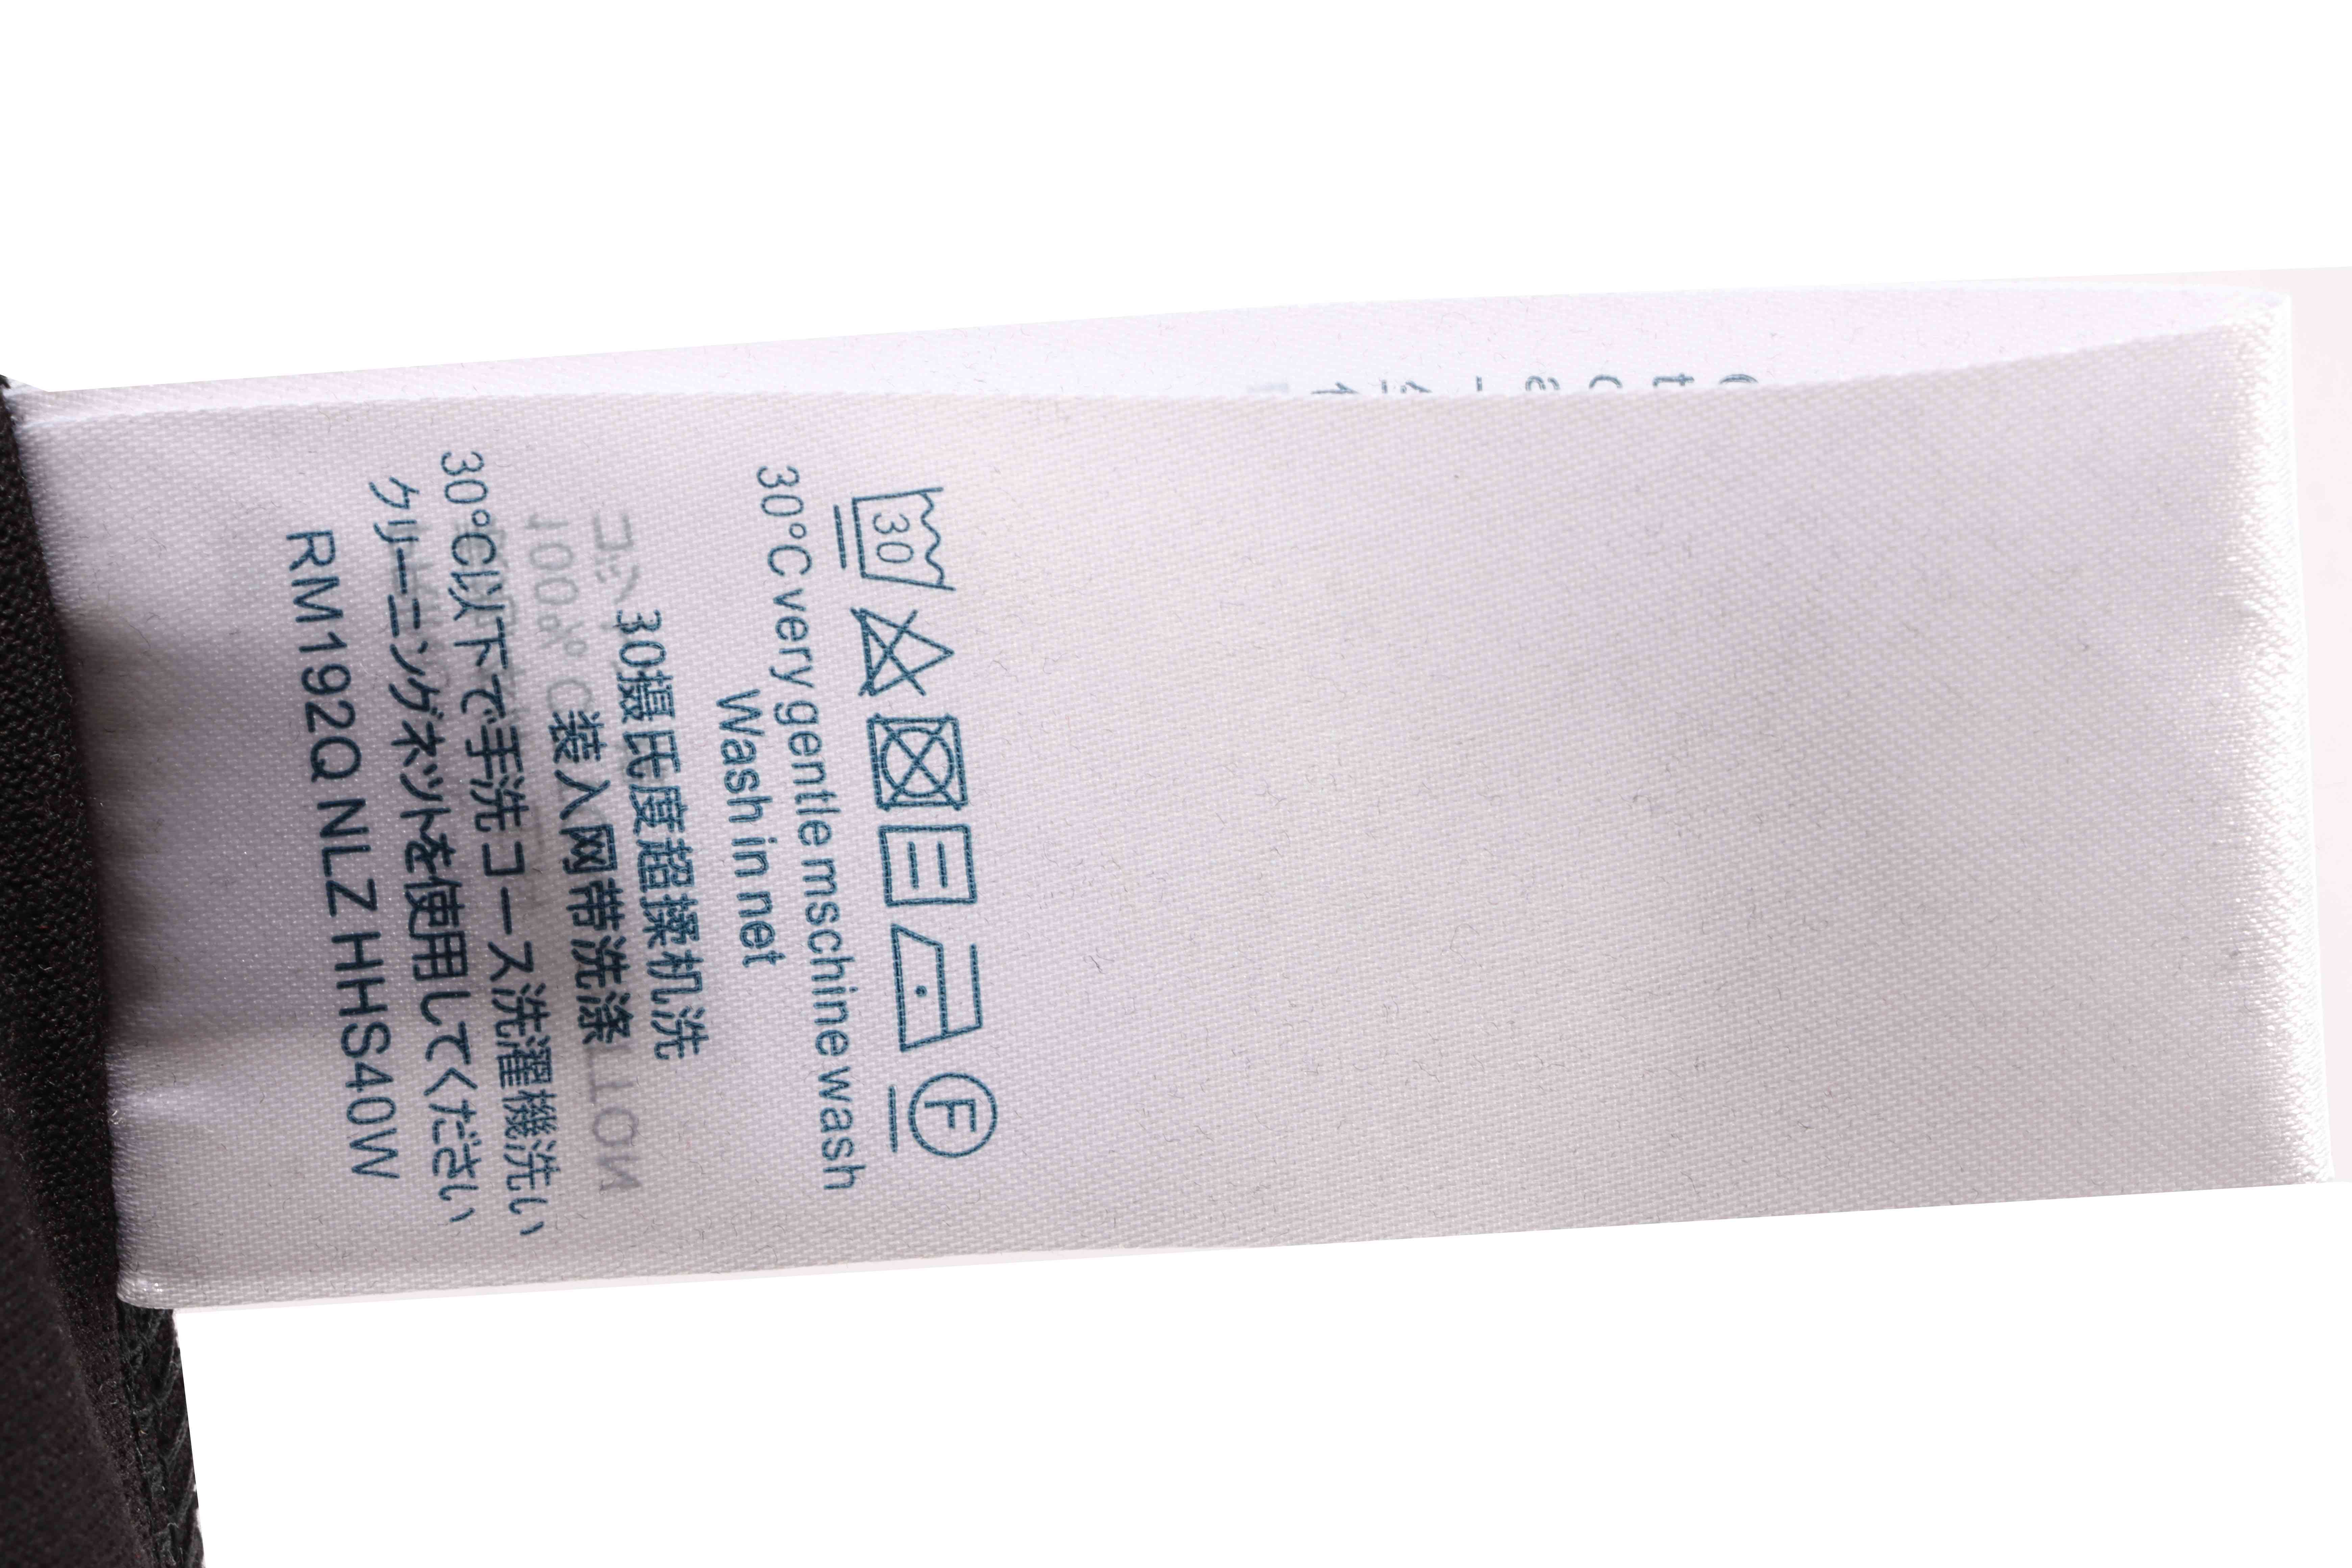 30
F
30°C very gentle mschine wash
Wash in net
30摄氏度超揉机洗
装入网带洗涤
30°C以下で手洗コース洗濯機洗い
クリーニングネットを使用してください
RM192Q NLZ HHS40W